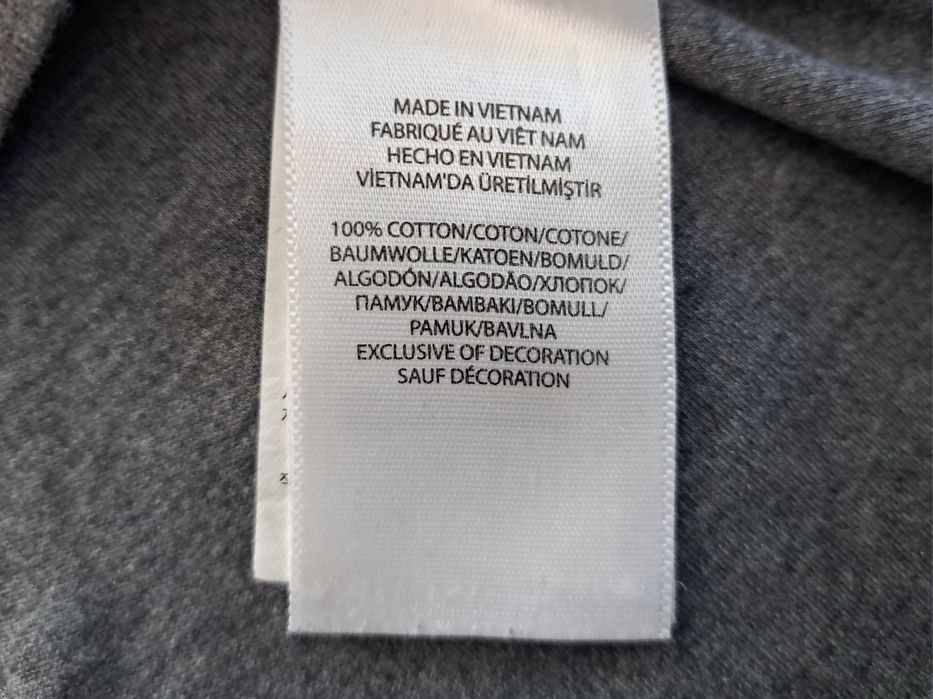 MADE IN VIETNAM
FABRIQUÉ AU VIÊT NAM
HECHO EN VIETNAM
VİETNAM'DA ÜRETİLMİŞTİR
100% COTTON/COTON/COTONE/
BAUMWOLLE/KATOEN/BOMULD/
ALGODÓN/ALGODÃO/ХЛОПОК/
ПАМУК/BAMBAKI/BOMULL/
PAMUK/BAVLNA
EXCLUSIVE OF DECORATION
SAUF DÉCORATION